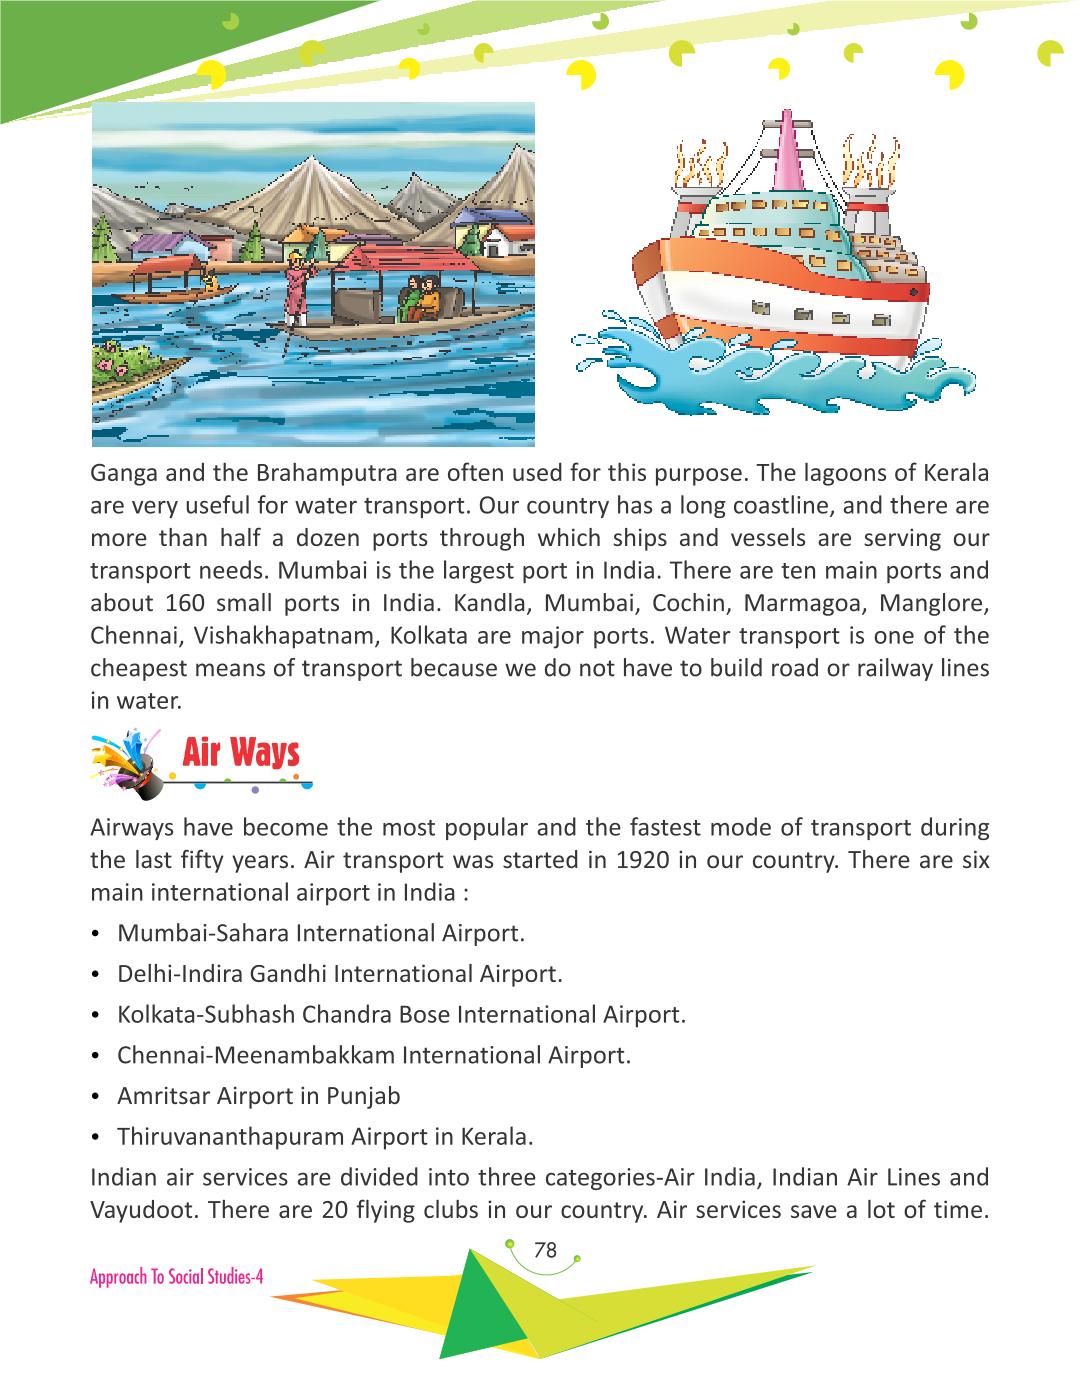 Ganga and the Brahamputra are often used for this purpose. The lagoons of Kerala
are very useful for water transport. Our country has a long coastline, and there are
more than half a dozen ports through which ships and vessels are serving our
transport needs. Mumbai is the largest port in India. There are ten main ports and
about 160 small ports in India. Kandla, Mumbai, Cochin, Marmagoa, Manglore,
Chennai, Vishakhapatnam, Kolkata are major ports. Water transport is one of the
cheapest means of transport because we do not have to build road or railway lines
in water.
Air Ways
Airways have become the most popular and the fastest mode of transport during
the last fifty years. Air transport was started in 1920 in our country. There are six
main international airport in India :
• Mumbai-Sahara International Airport.
• Delhi-Indira Gandhi International Airport.
• Kolkata-Subhash Chandra Bose International Airport.
• Chennai-Meenambakkam International Airport.
• Amritsar Airport in Punjab
• Thiruvananthapuram Airport in Kerala.
Indian air services are divided into three categories-Air India, Indian Air Lines and
Vayudoot. There are 20 flying clubs in our country. Air services save a lot of time.
78
Approach To Social Studies-4